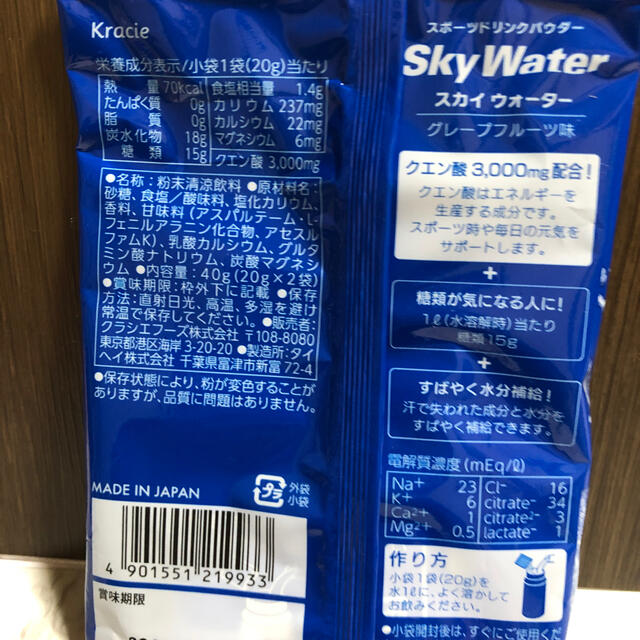 Kracie
栄養成分表示/小袋1袋(20g)当たり
熱量 70kcal 食塩相当量 1.4g
たんぱく質 0g カリウム 237mg
脂質 0g カルシウム 22mg
炭水化物 18g マグネシウム 6mg
糖類 15g クエン酸 3,000mg
●名称：粉末清涼飲料 ●原材料名：
砂糖、食塩／酸味料、塩化カリウム、
香料、甘味料（アスパルテーム・L-
フェニルアラニン化合物、アセスル
ファムK）、乳酸カルシウム、グルタ
ミン酸ナトリウム、炭酸マグネシ
ウム ●内容量：40g(20g×2袋)
●賞味期限：枠外下に記載 ●保存
方法：直射日光、高温、多湿を避け
常温で保存してください。●販売者：
クラシエフーズ株式会社 〒108-8080
東京都港区海岸3-20-20 ●製造所：タイ
ヘイ株式会社 千葉県富津市新富72-4
●保存状態により、粉が変色することが
ありますが、品質に問題はありません。
MADE IN JAPAN
プラ
外袋
小袋
4 901551 219933
賞味期限
スポーツドリンクパウダー
SkyWater
スカイ ウォーター
グレープフルーツ味
クエン酸 3,000mg配合！
クエン酸はエネルギーを
生産する成分です。
スポーツ時や毎日の元気を
サポートします。
+
糖類が気になる人に！
1ℓ(水溶解時)当たり
糖類15g
+
すばやく水分補給！
汗で失われた成分と水分を
すばやく補給できます。
電解質濃度(mEq/ℓ)
Na+ 23 Cl- 16
K+ 6 citrate- 34
Ca2+ 1 citrate2- 3
Mg2+ 0.5 lactate- 1
作り方
小袋1袋(20g)を
水1ℓに、よく溶かして
お飲みください。
●小袋開封後は、すぐにご使用くだ